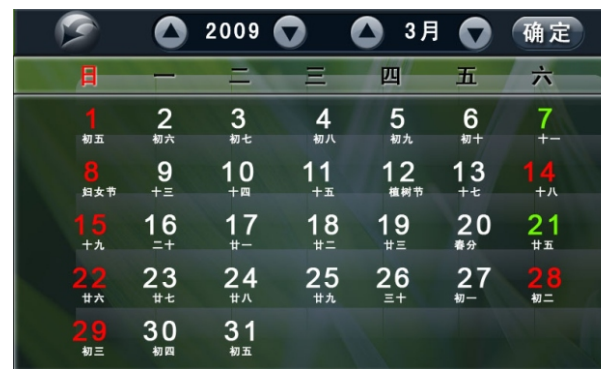 2009 3月 确定
日 一 二 三 四 五 六
1 2 3 4 5 6 7
初五 初六 初七 初八 初九 初十 十一
8 9 10 11 12 13 14
妇女节 十三 十四 十五 植树节 十七 十八
15 16 17 18 19 20 21
十九 二十 廿一 廿二 廿三 春分 廿五
22 23 24 25 26 27 28
廿六 廿七 廿八 廿九 三十 初一 初二
29 30 31
初三 初四 初五